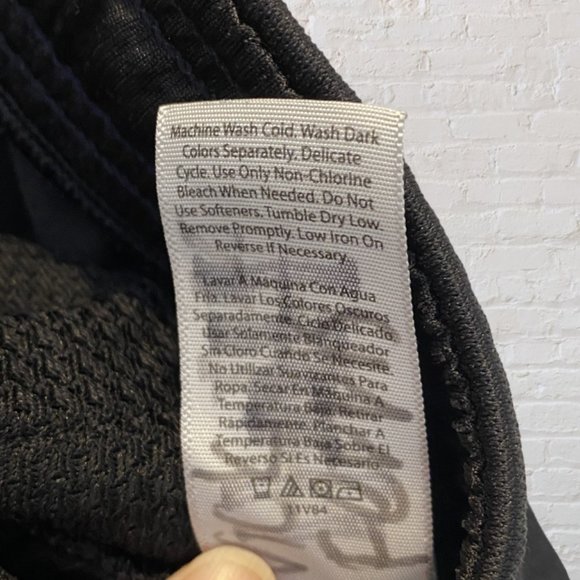 Machine Wash Cold. Wash Dark
Colors Separately. Delicate
Cycle. Use Only Non-Chlorine
Bleach When Needed. Do Not
Use Softeners. Tumble Dry Low.
Remove Promptly. Low Iron On
Reverse If Necessary.
Lavar A Maquina Con Agua
Fria. Lavar Los Colores Oscuros
Separadamente. Ciclo Delicado.
Usar Solamente Blanqueador
Sin Cloro Cuando Se Necesite.
No Utilizar Suavizantes Para
Ropa. Secar En Maquina A
Temperatura Baja. Retirar
Rápidamente. Planchar A
Temperatura Baja Sobre El
Reverso Si Es Necesario.
11V84